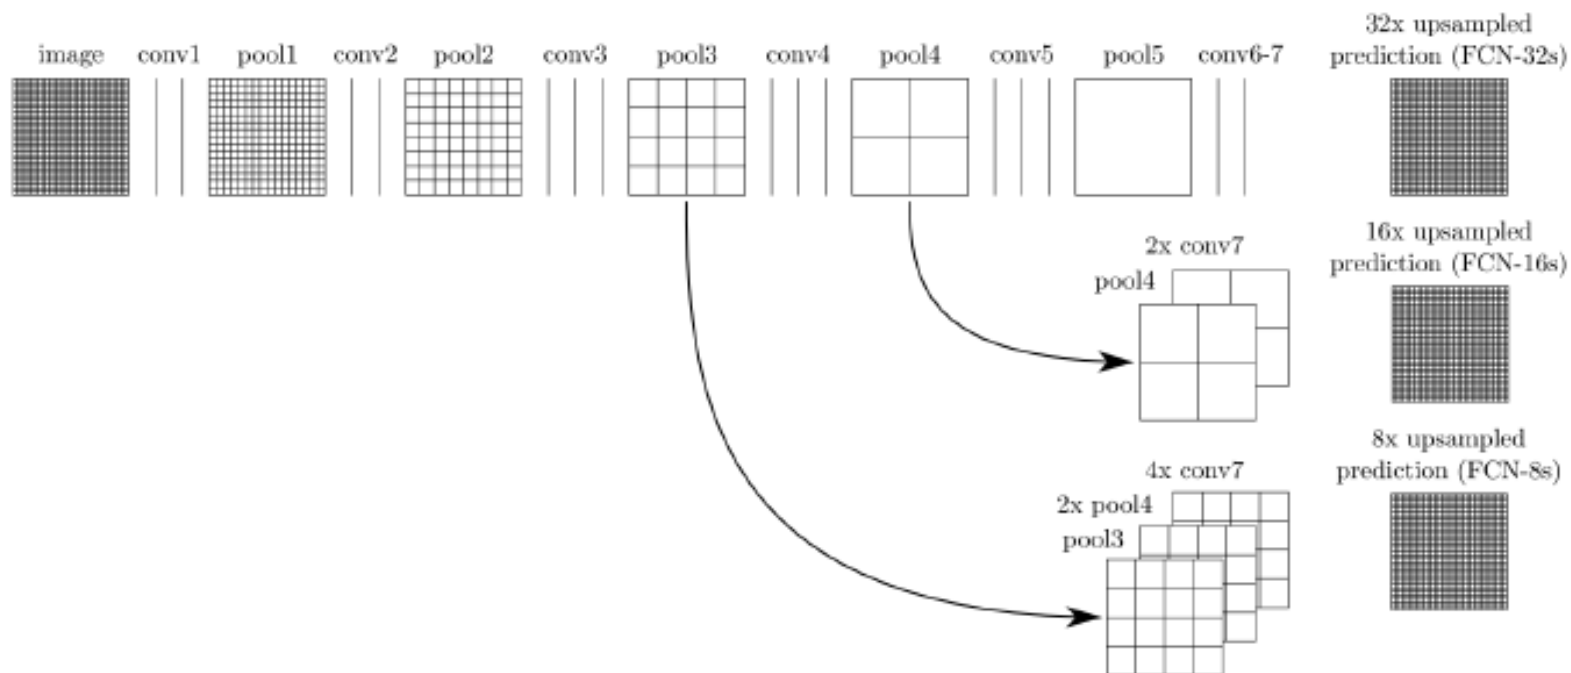 image conv1 pool1 conv2 pool2 conv3 pool3 conv4 pool4 conv5 pool5 conv6-7
32x upsampled
prediction (FCN-32s)
2x conv7
pool4
16x upsampled
prediction (FCN-16s)
4x conv7
2x pool4
pool3
8x upsampled
prediction (FCN-8s)